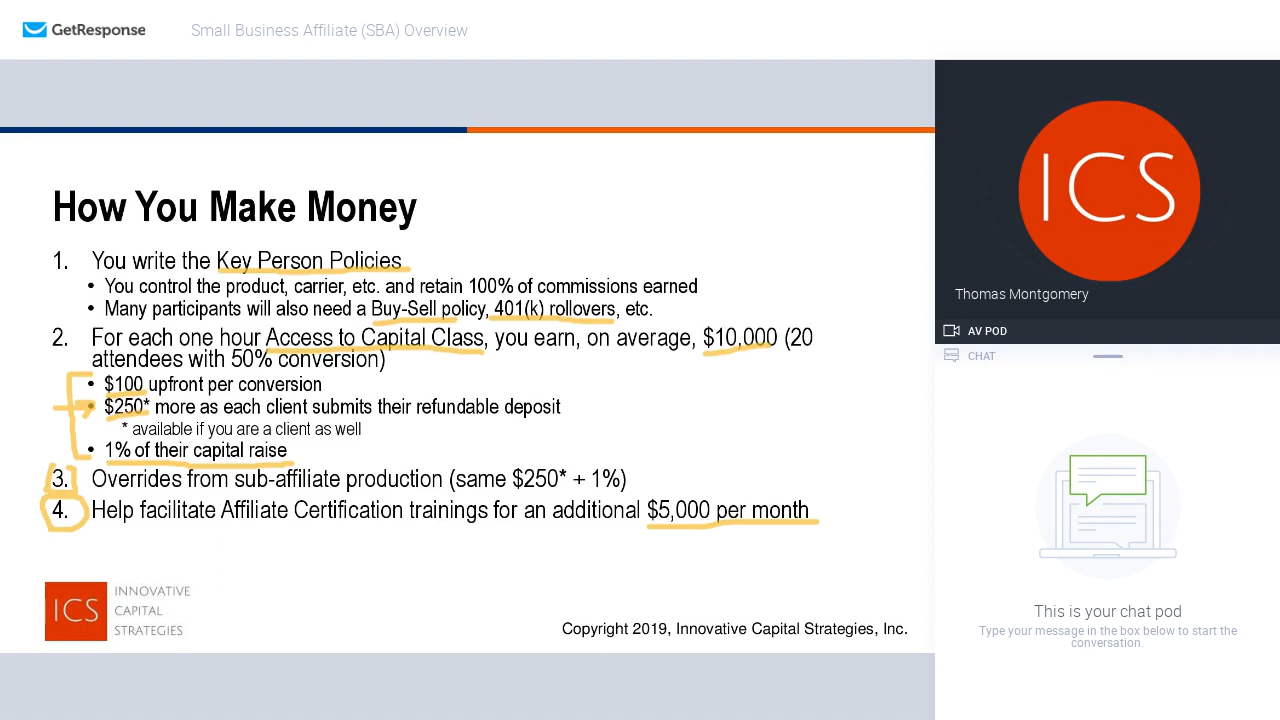 GetResponse
Small Business Affiliate (SBA) Overview
How You Make Money
1. You write the Key Person Policies
• You control the product, carrier, etc. and retain 100% of commissions earned
• Many participants will also need a Buy-Sell policy, 401(k) rollovers, etc.
2. For each one hour Access to Capital Class, you earn, on average, $10,000 (20
attendees with 50% conversion)
• $100 upfront per conversion
• $250* more as each client submits their refundable deposit
* available if you are a client as well
• 1% of their capital raise
3. Overrides from sub-affiliate production (same $250* + 1%)
4. Help facilitate Affiliate Certification trainings for an additional $5,000 per month
ICS
INNOVATIVE
CAPITAL
STRATEGIES
Copyright 2019, Innovative Capital Strategies, Inc.
ICS
Thomas Montgomery
AV POD
CHAT
This is your chat pod
Type your message in the box below to start the
conversation.